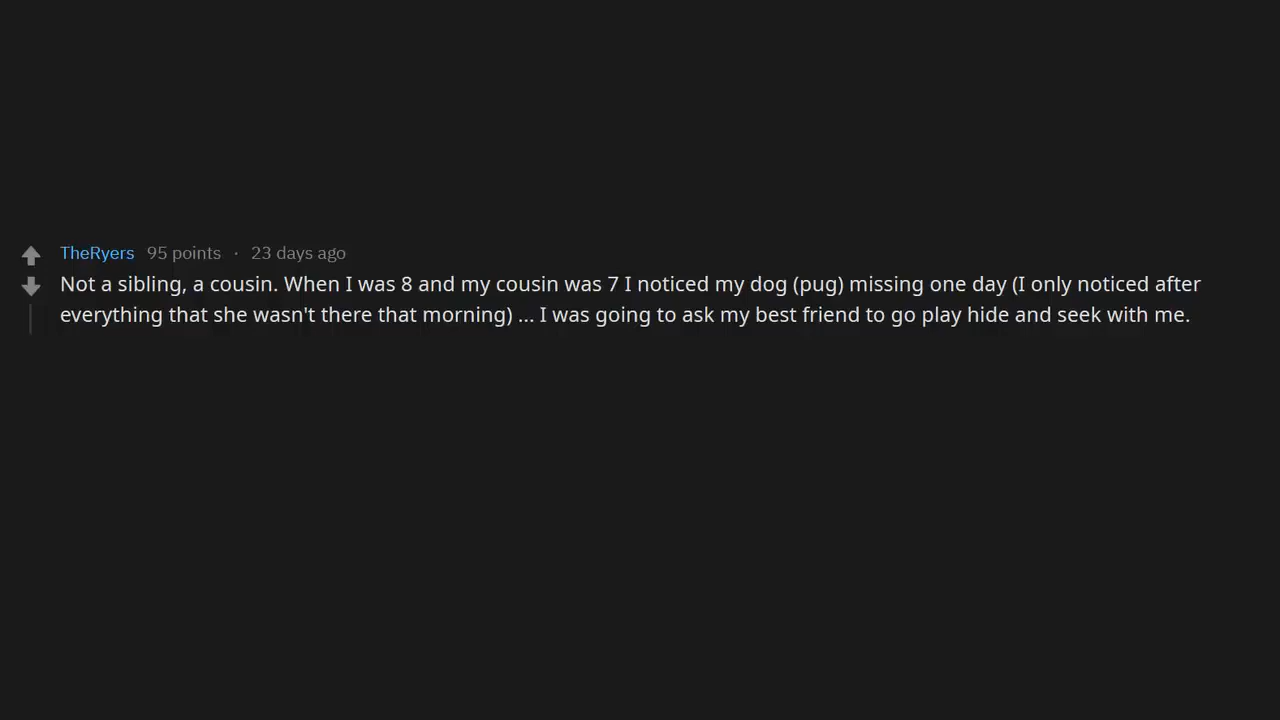 TheRyers 95 points · 23 days ago
Not a sibling, a cousin. When I was 8 and my cousin was 7 I noticed my dog (pug) missing one day (I only noticed after
everything that she wasn't there that morning) ... I was going to ask my best friend to go play hide and seek with me.